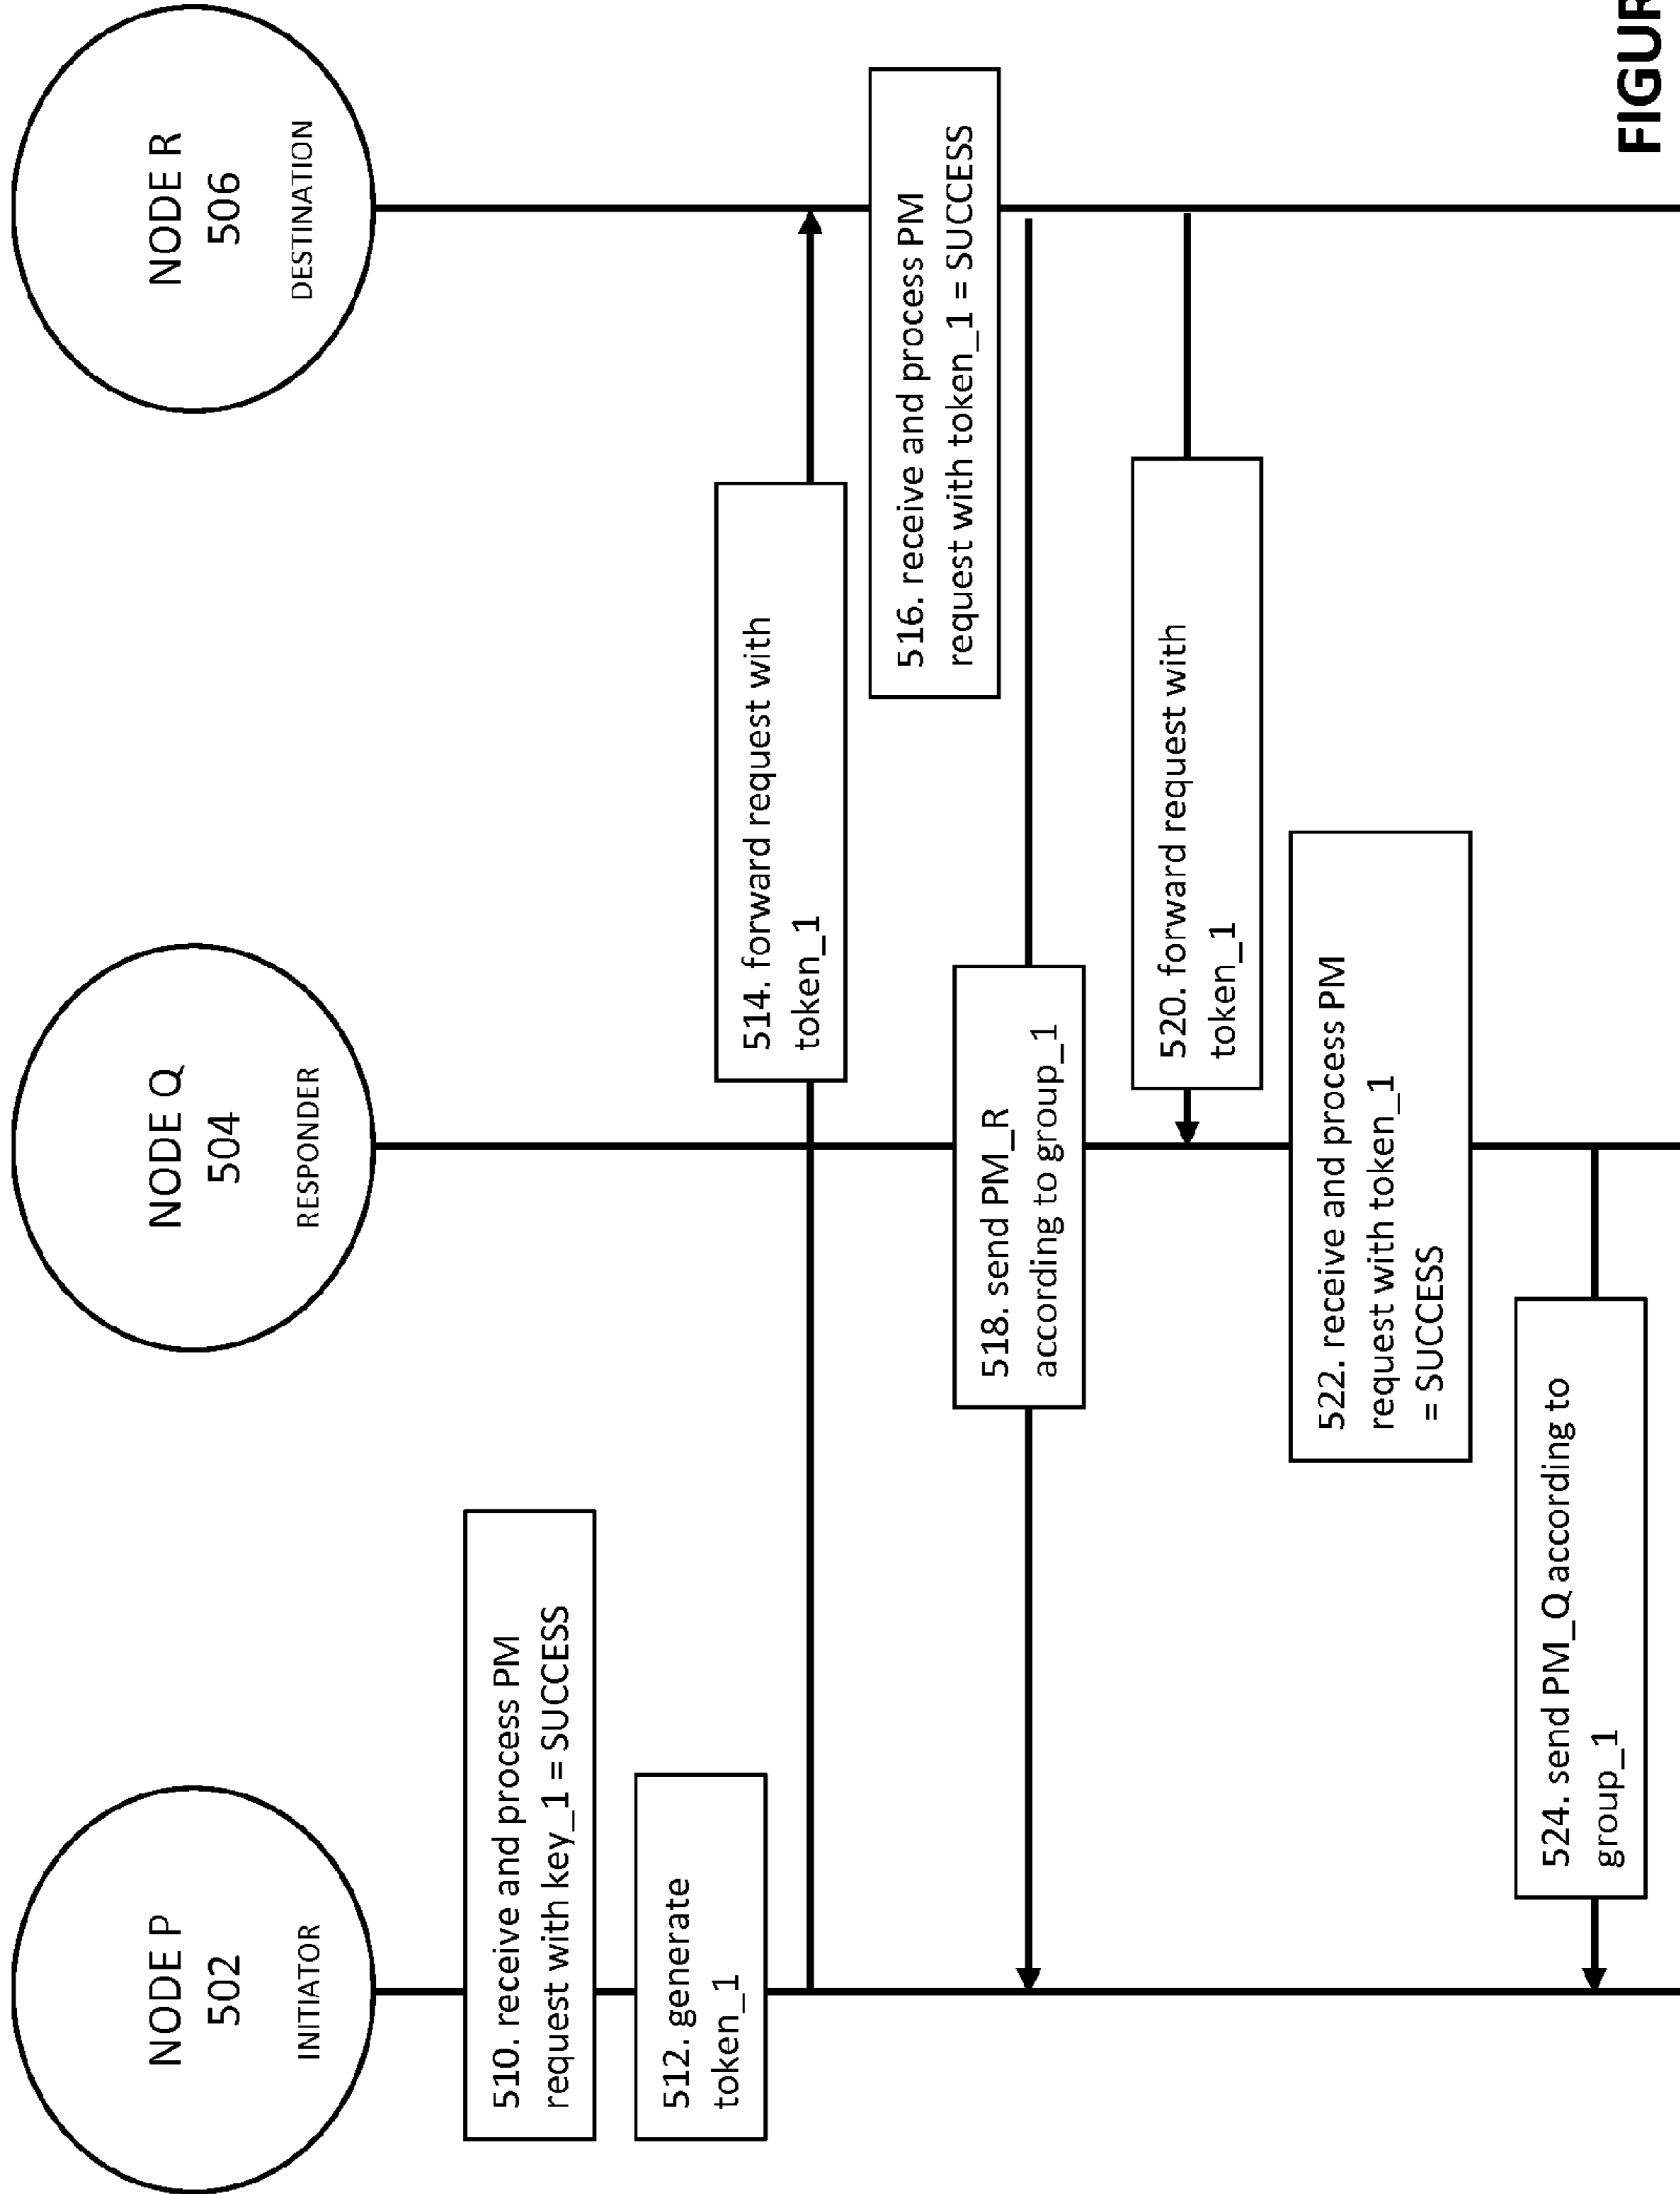 NODE P
502
INITIATOR
NODE Q
504
RESPONDER
NODE R
506
DESTINATION
510. receive and process PM
request with key_1 = SUCCESS
512. generate
token_1
514. forward request with
token_1
516. receive and process PM
request with token_1 = SUCCESS
518. send PM_R
according to group_1
520. forward request with
token_1
522. receive and process PM
request with token_1
= SUCCESS
524. send PM_Q according to
group_1